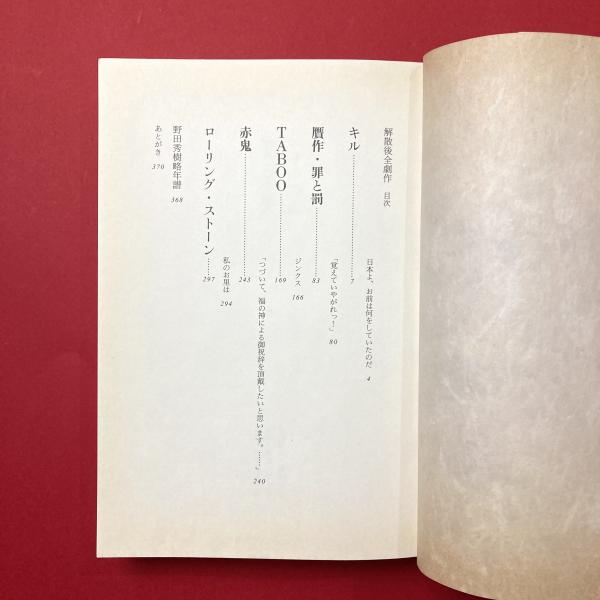 解散後全劇作 目次
日本よ、お前は何をしていたのだ 4
キル……………………7
「覚えていやがれっ！」 80
贋作・罪と罰…………83
ジンクス 166
TABOO………………169
「つづいて、福の神による御祝辞を頂戴したいと思います。……」 240
赤鬼……………………243
私のお里は 294
ローリング・ストーン……297
野田秀樹略年譜 368
あとがき 370